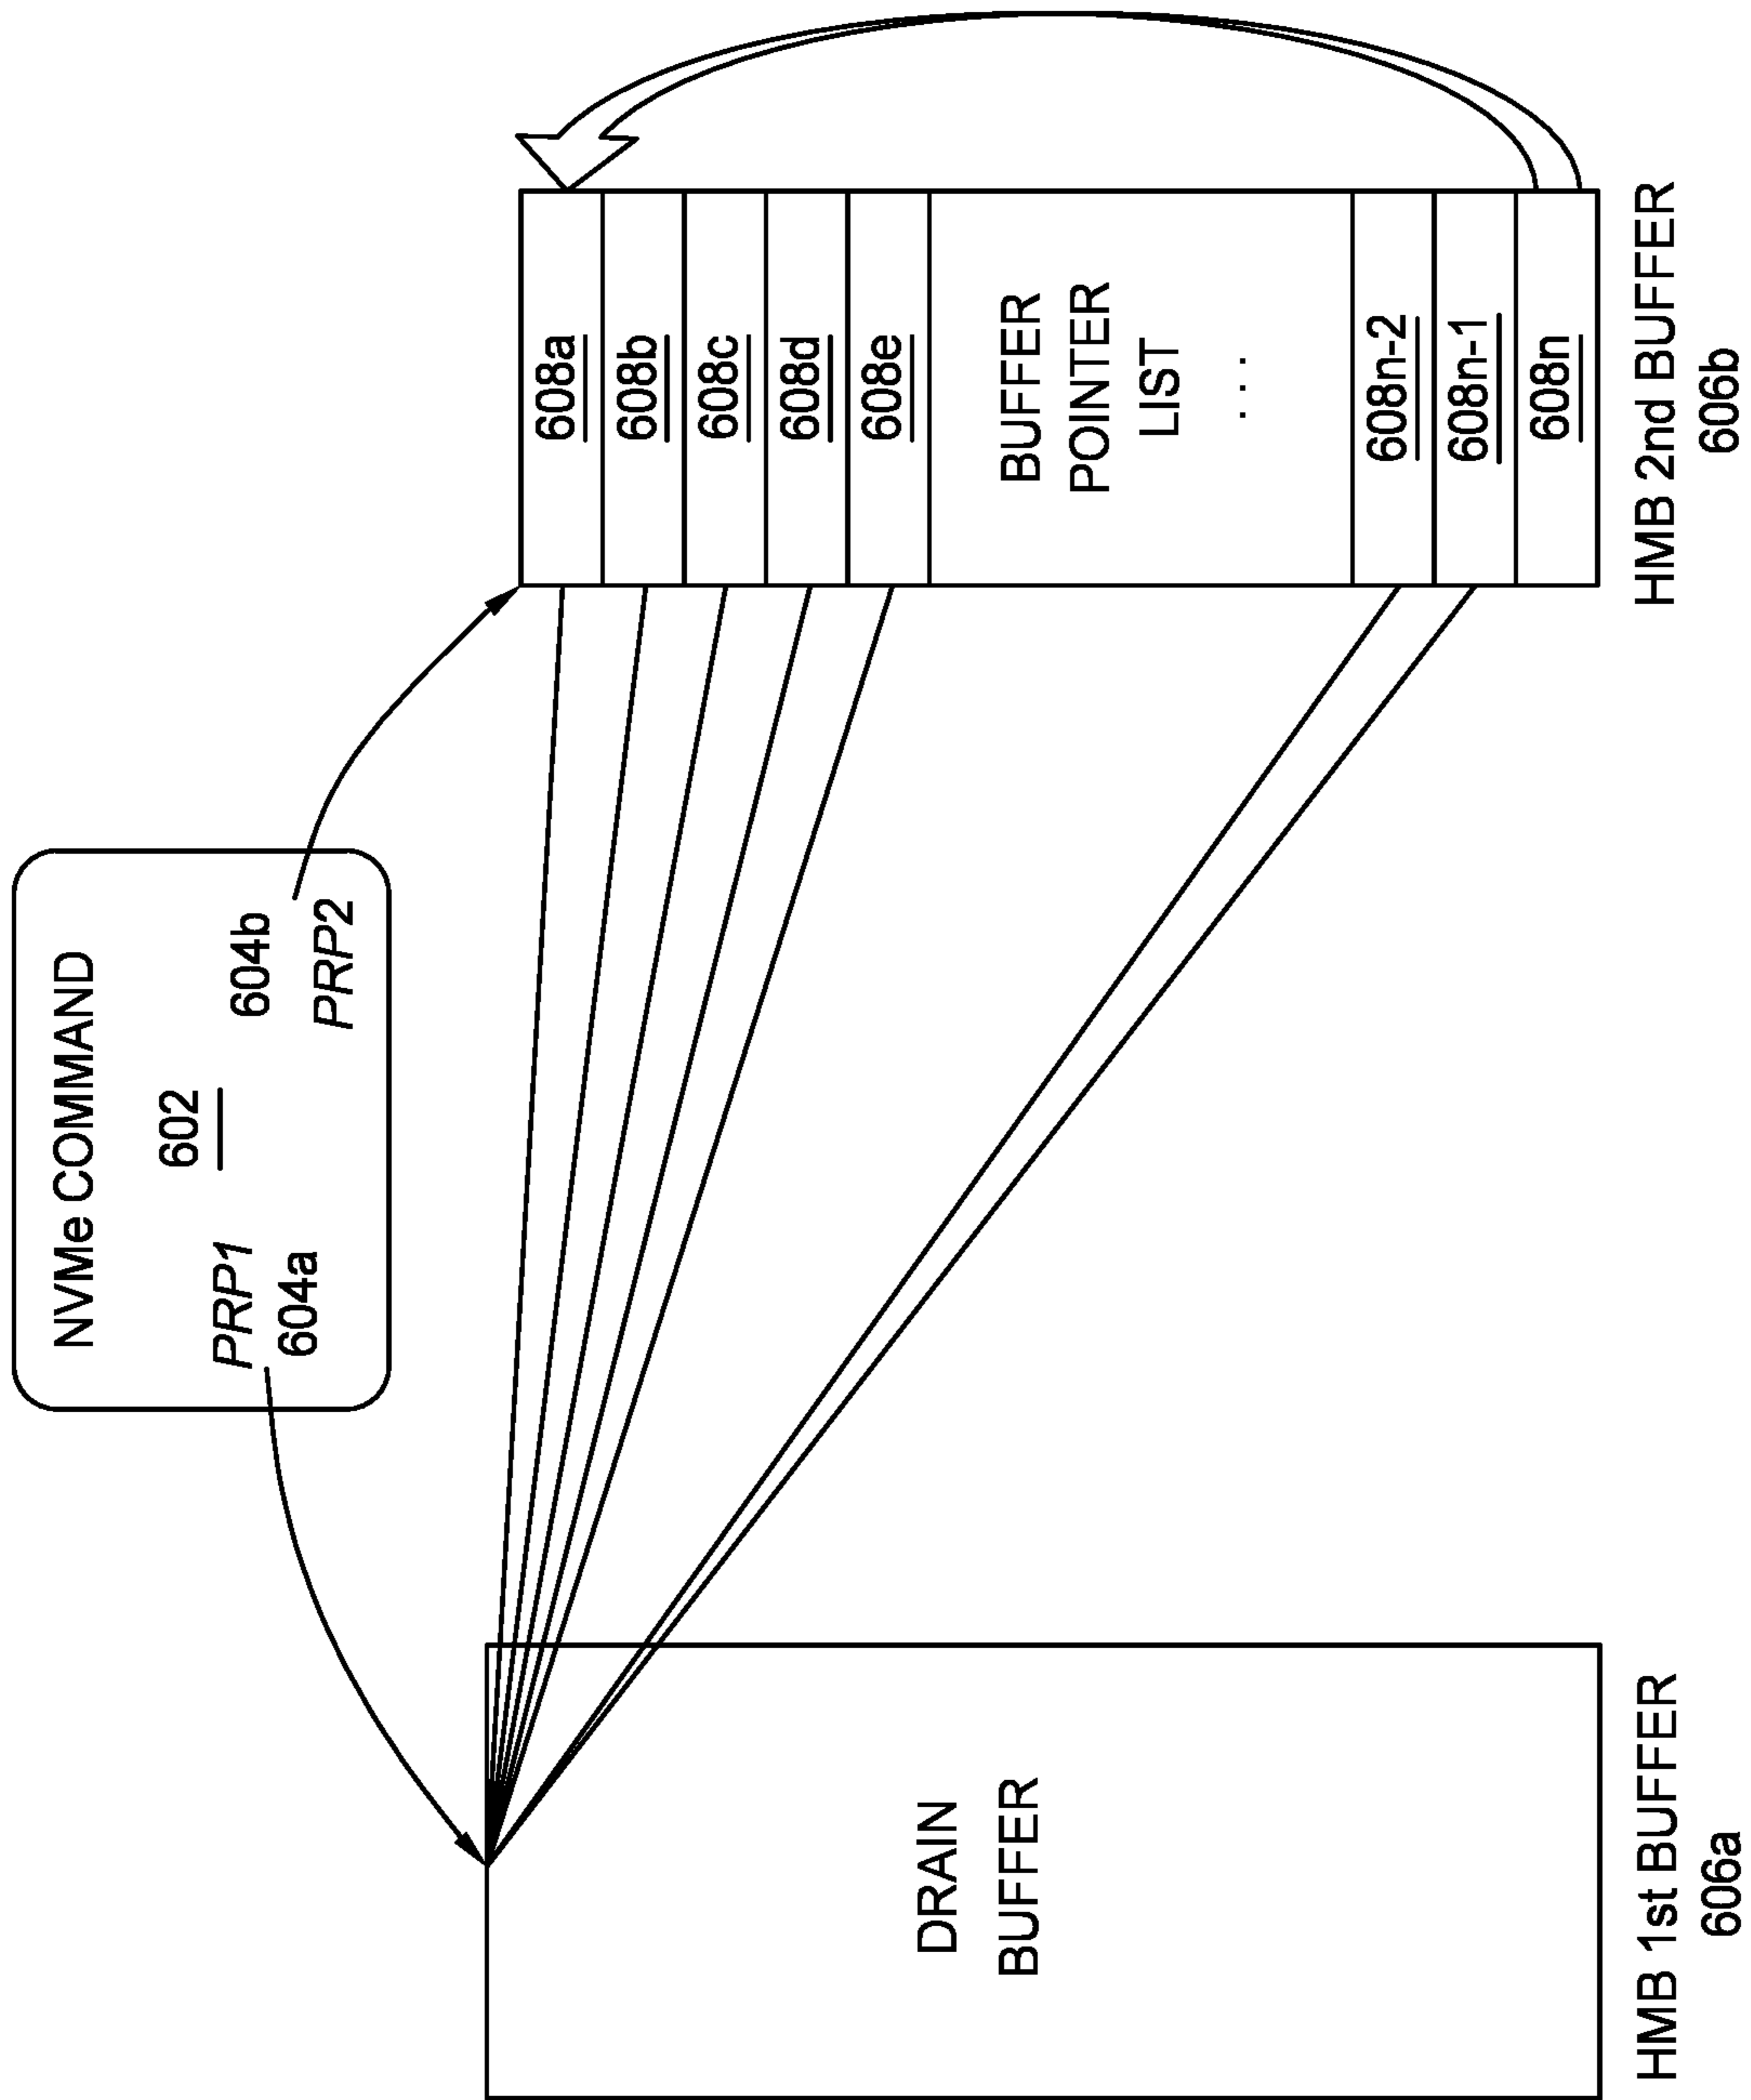 NVMe COMMAND
602
PRP1
604a
604b
PRP2
DRAIN
BUFFER
HMB 1st BUFFER
606a
608a
608b
608c
608d
608e
BUFFER
POINTER
LIST
. . .
608n-2
608n-1
608n
HMB 2nd BUFFER
606b